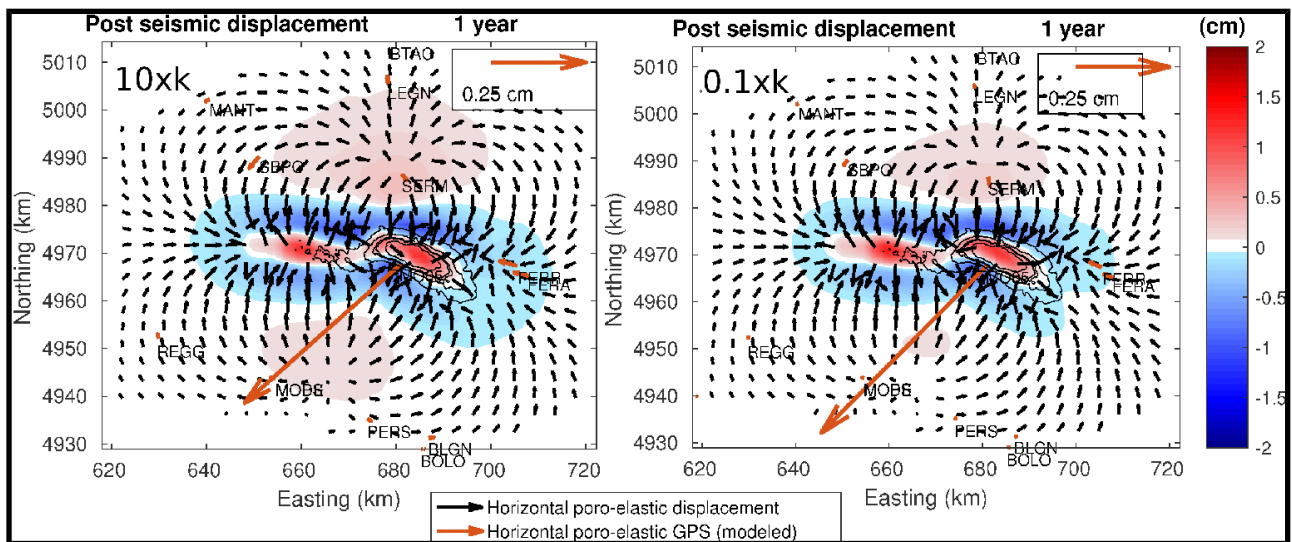 Post seismic displacement 1 year
10xk
0.25 cm
BTAC
LEGN
MANT
SBPO
SERM
FERR
FERA
REGG
MODE
PERS
BLGN
BOLO
5010
5000
4990
4980
4970
4960
4950
4940
4930
Northing (km)
620 640 660 680 700 720
Easting (km)
Post seismic displacement 1 year
0.1xk
0.25 cm
BTAC
LEGN
MANT
SBPO
SERM
FERR
FERA
REGG
MODE
PERS
BLGN
BOLO
5010
5000
4990
4980
4970
4960
4950
4940
4930
Northing (km)
620 640 660 680 700 720
Easting (km)
(cm)
2
1.5
1
0.5
0
-0.5
-1
-1.5
-2
Horizontal poro-elastic displacement
Horizontal poro-elastic GPS (modeled)